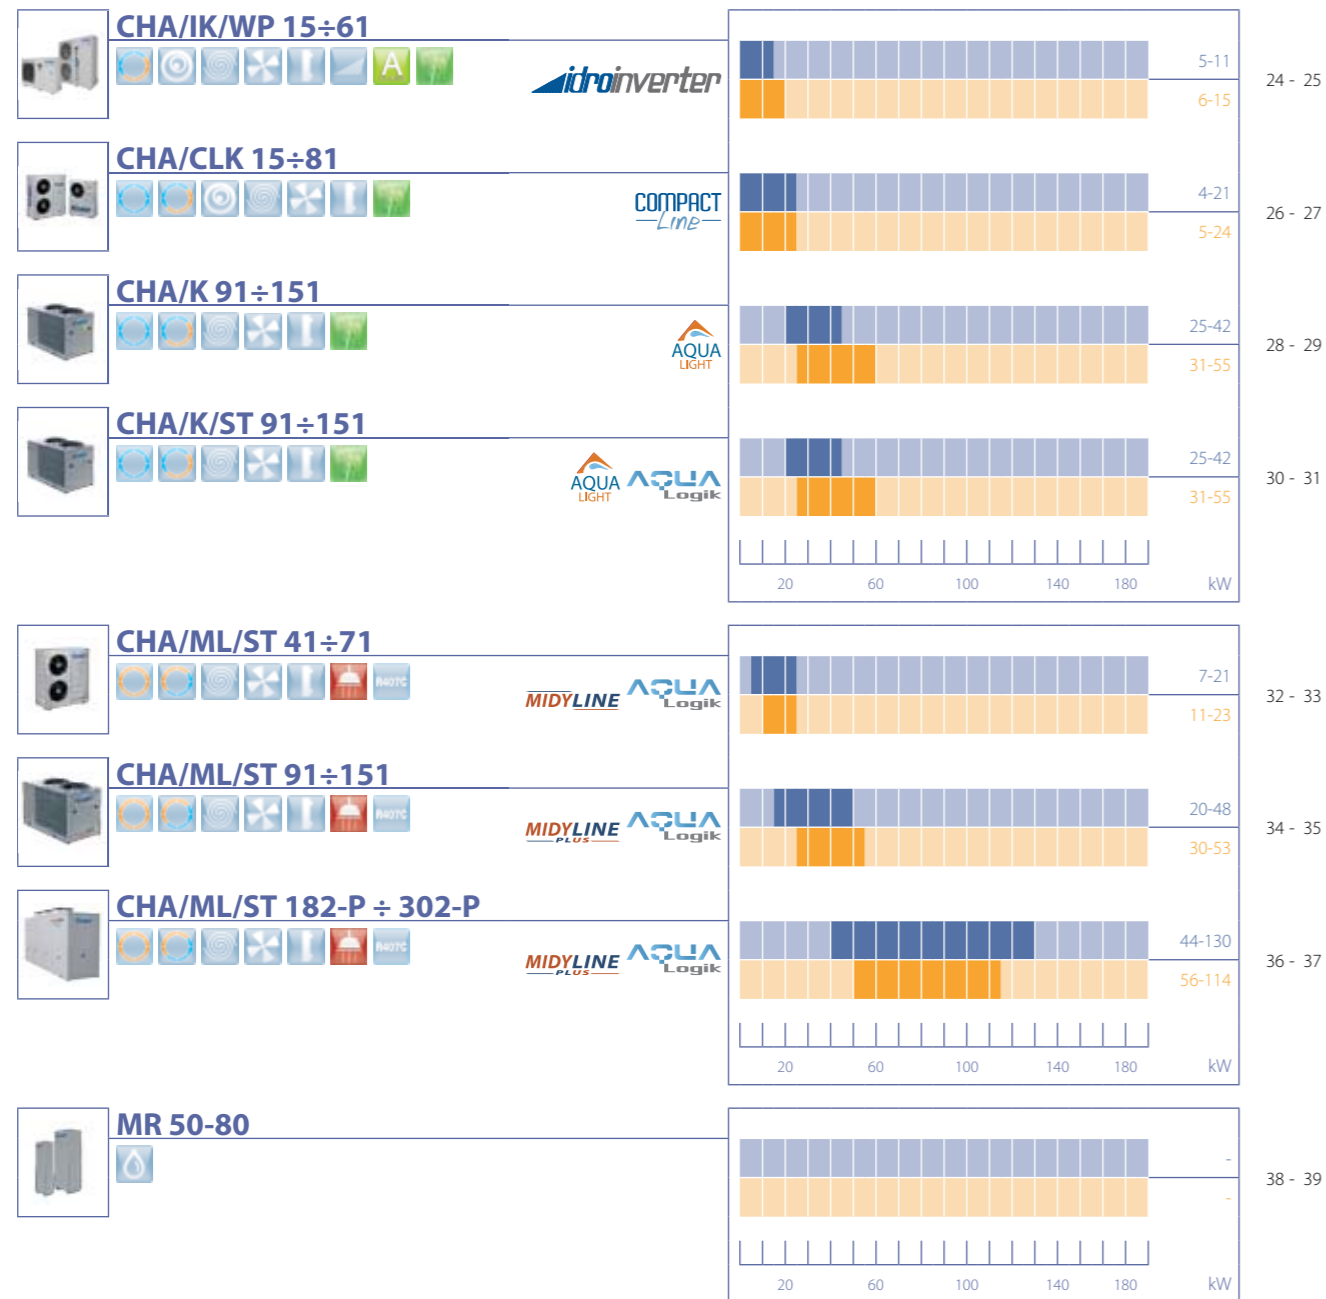 CHA/IK/WP 15÷61
A
idroinverter
5-11
6-15
24 - 25
CHA/CLK 15÷81
COMPACT
Line
4-21
5-24
26 - 27
CHA/K 91÷151
AQUA
LIGHT
25-42
31-55
28 - 29
CHA/K/ST 91÷151
AQUA
LIGHT
AQUA
Logik
25-42
31-55
30 - 31
20 60 100 140 180 kW
CHA/ML/ST 41÷71
R407C
MIDYLINE
AQUA
Logik
7-21
11-23
32 - 33
CHA/ML/ST 91÷151
R407C
MIDYLINE
PLUS
AQUA
Logik
20-48
30-53
34 - 35
CHA/ML/ST 182-P ÷ 302-P
R407C
MIDYLINE
PLUS
AQUA
Logik
44-130
56-114
36 - 37
20 60 100 140 180 kW
MR 50-80
-
-
38 - 39
20 60 100 140 180 kW